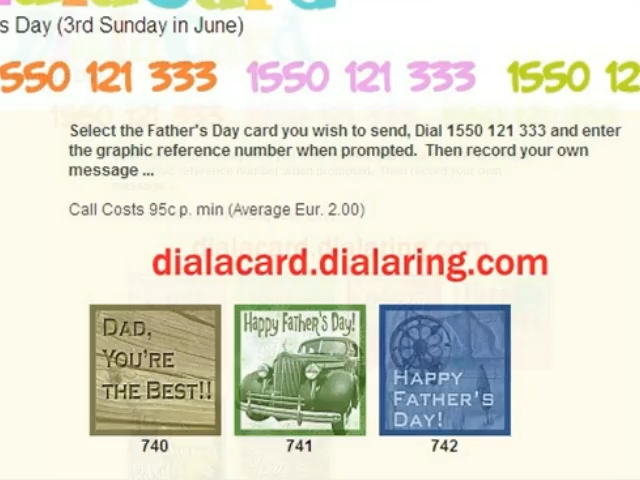 s Day (3rd Sunday in June)
550 121 333 1550 121 333 1550 12
Select the Father's Day card you wish to send, Dial 1550 121 333 and enter
the graphic reference number when prompted. Then record your own
message ...
Call Costs 95c p. min (Average Eur. 2.00)
dialacard.dialaring.com
DAD,
YOU'RE
THE BEST!!
Happy Father's Day!
HAPPY
FATHER'S
DAY!
740 741 742